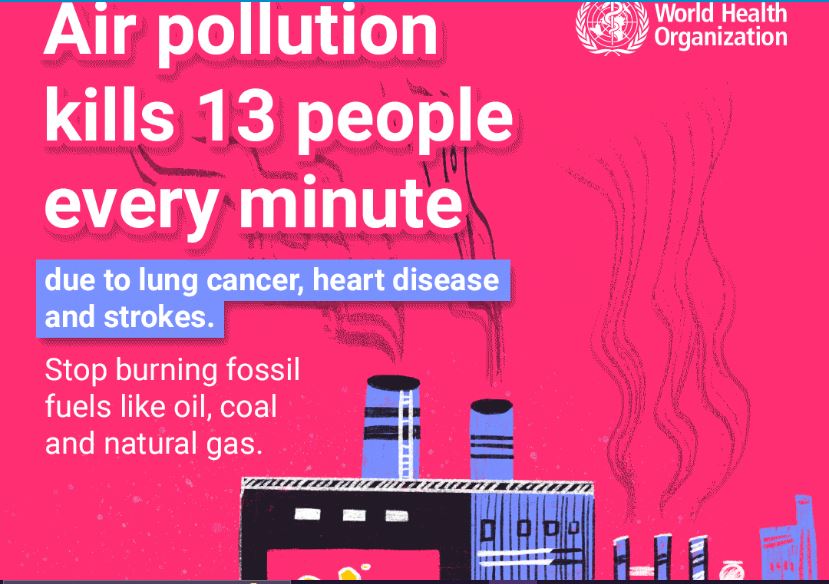 Air pollution
kills 13 people
every minute
World Health
Organization
due to lung cancer, heart disease
and strokes.
Stop burning fossil
fuels like oil, coal
and natural gas.